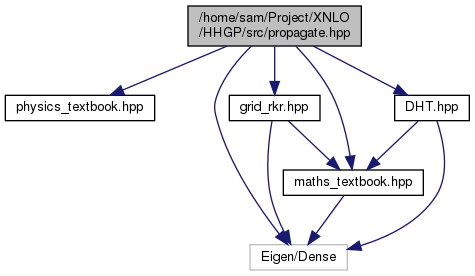 /home/sam/Project/XNLO
/HHGP/src/propagate.hpp
physics_textbook.hpp
grid_rkr.hpp
DHT.hpp
maths_textbook.hpp
Eigen/Dense